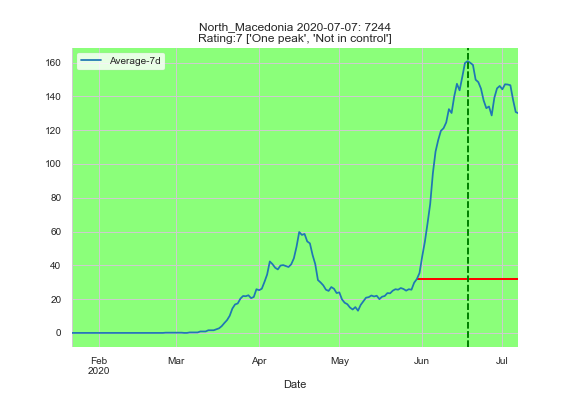 North_Macedonia 2020-07-07: 7244
Rating:7 ['One peak', 'Not in control']
Average-7d
160
140
120
100
80
60
40
20
0
Feb
2020
Mar
Apr
May
Jun
Jul
Date